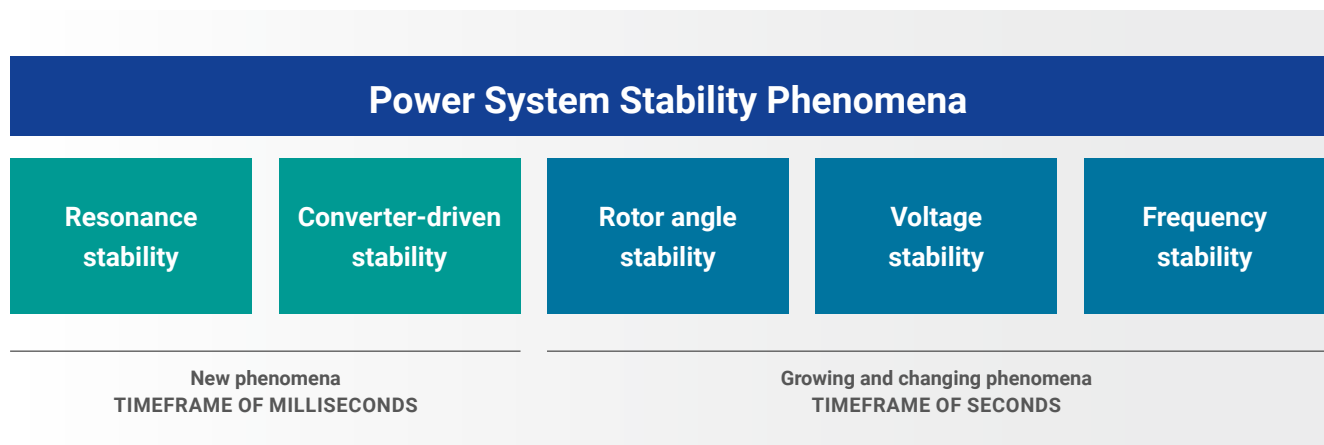 Power System Stability Phenomena
Resonance
stability
Converter-driven
stability
Rotor angle
stability
Voltage
stability
Frequency
stability
New phenomena
TIMEFRAME OF MILLISECONDS
Growing and changing phenomena
TIMEFRAME OF SECONDS